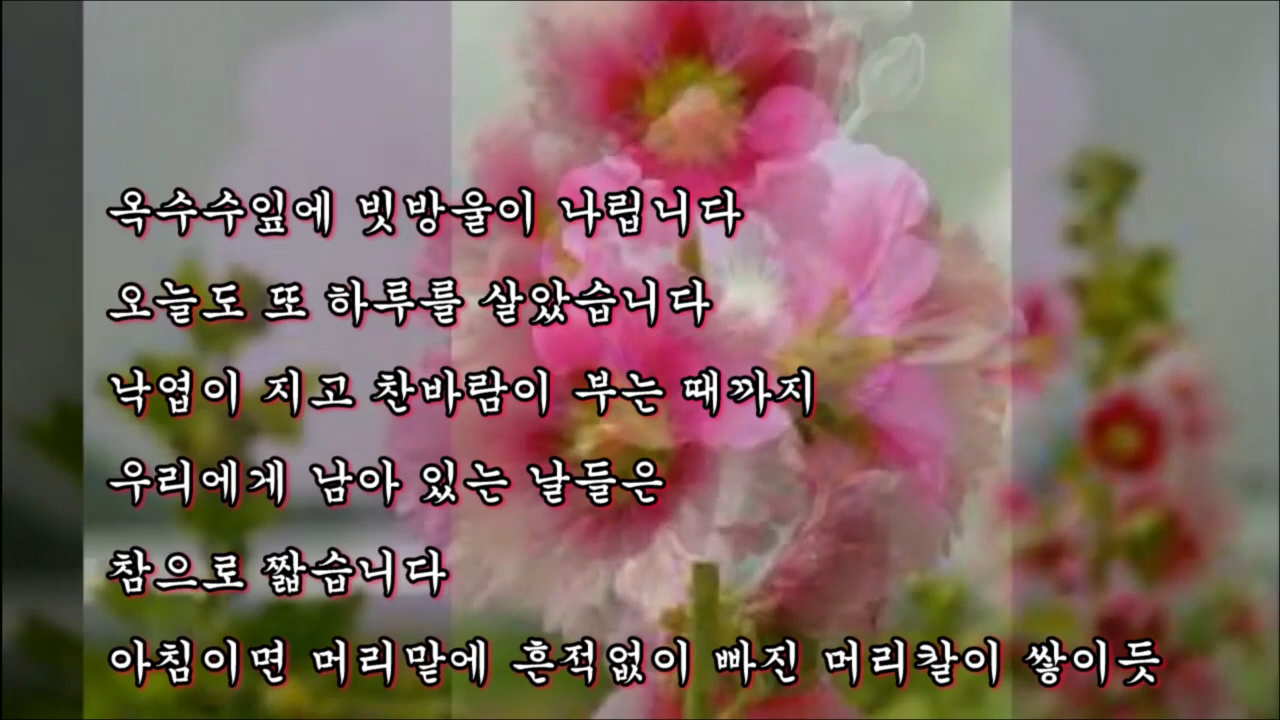 옥수수잎에 빗방울이 나립니다
오늘도 또 하루를 살았습니다
낙엽이 지고 찬바람이 부는 때까지
우리에게 남아 있는 날들은
참으로 짧습니다
아침이면 머리맡에 흔적없이 빠진 머리칼이 쌓이듯